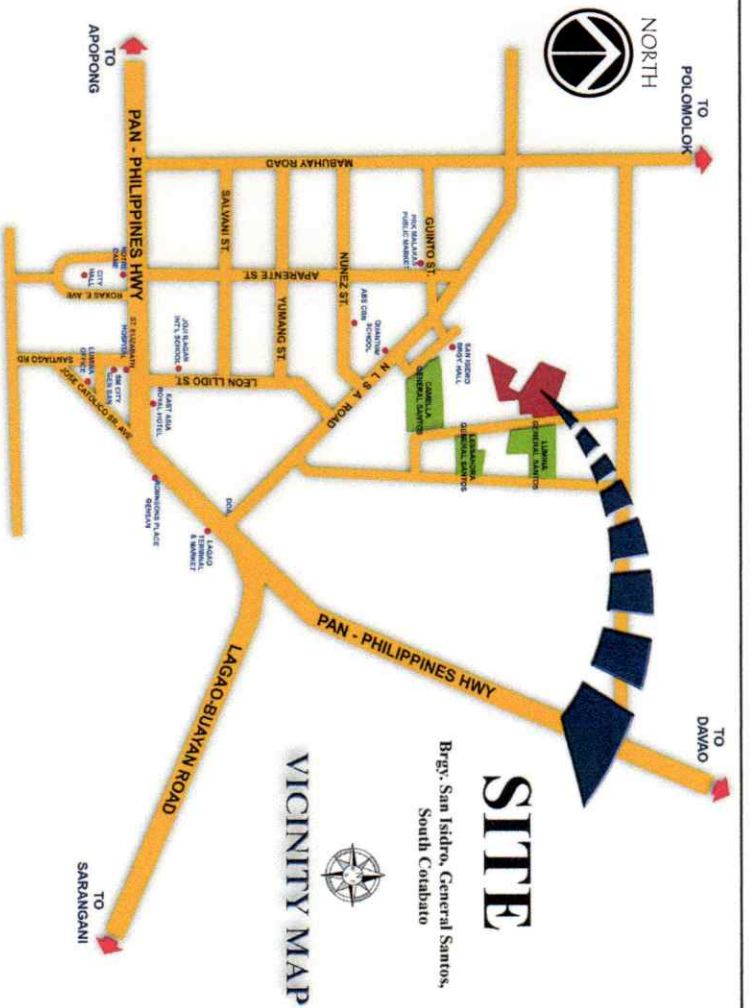 NORTH
TO
POLOMOLOK
TO
APOPONG
PAN - PHILIPPINES HWY
MABUHAY ROAD
SALVANI ST.
YUMANG ST.
NUNEZ ST.
GUINTO ST.
APARENTE ST.
PRK MALAKAS
PUBLIC MARKET
ABS CBN
QUANTUM
SCHOOL
SAN ISIDRO
BRGY. HALL
N L S A ROAD
CAMELLA
GENERAL SANTOS
LESSANDRA
GENERAL SANTOS
LUMINA
GENERAL SANTOS
NOTRE
DAME
CITY
HALL
ROXAS E. AVE
ST. ELIZABETH
HOSPITAL
SANTIAGO RD
LUMINA
OFFICE
SM CITY
GEN SAN
JOSE CATOLICO SR. AVE
JOJI ILAGAN
INT'L SCHOOL
LEON LLIDO ST.
EAST ASIA
ROYAL HOTEL
ROBINSONS PLACE
GENSAN
LAGAO
TERMINAL
& MARKET
PAN - PHILIPPINES HWY
LAGAO-BUAYAN ROAD
TO
DAVAO
TO
SARANGANI
SITE
Brgy. San Isidro, General Santos,
South Cotabato
VICINITY MAP